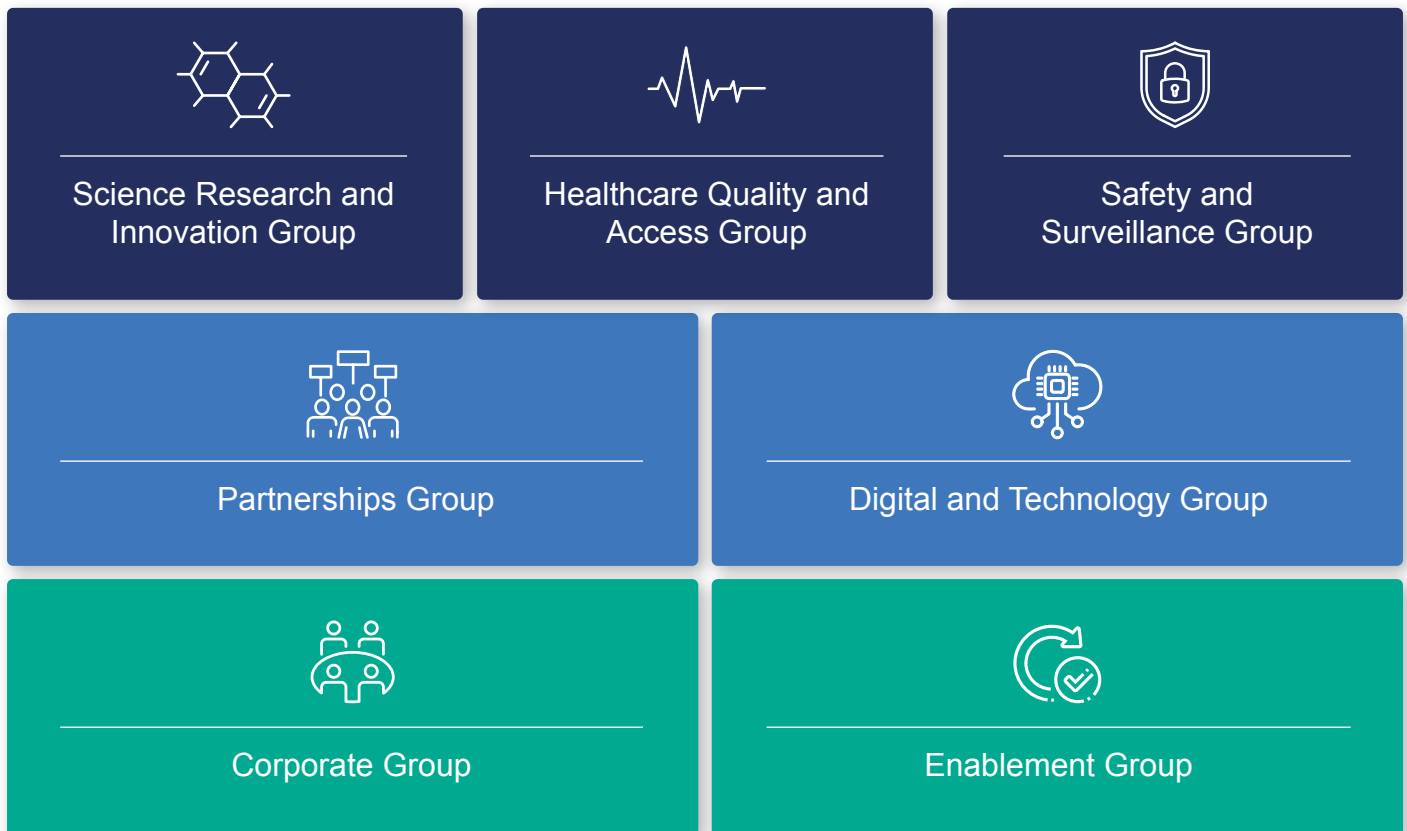 Science Research and
Innovation Group
Healthcare Quality and
Access Group
Safety and
Surveillance Group
Partnerships Group
Digital and Technology Group
Corporate Group
Enablement Group